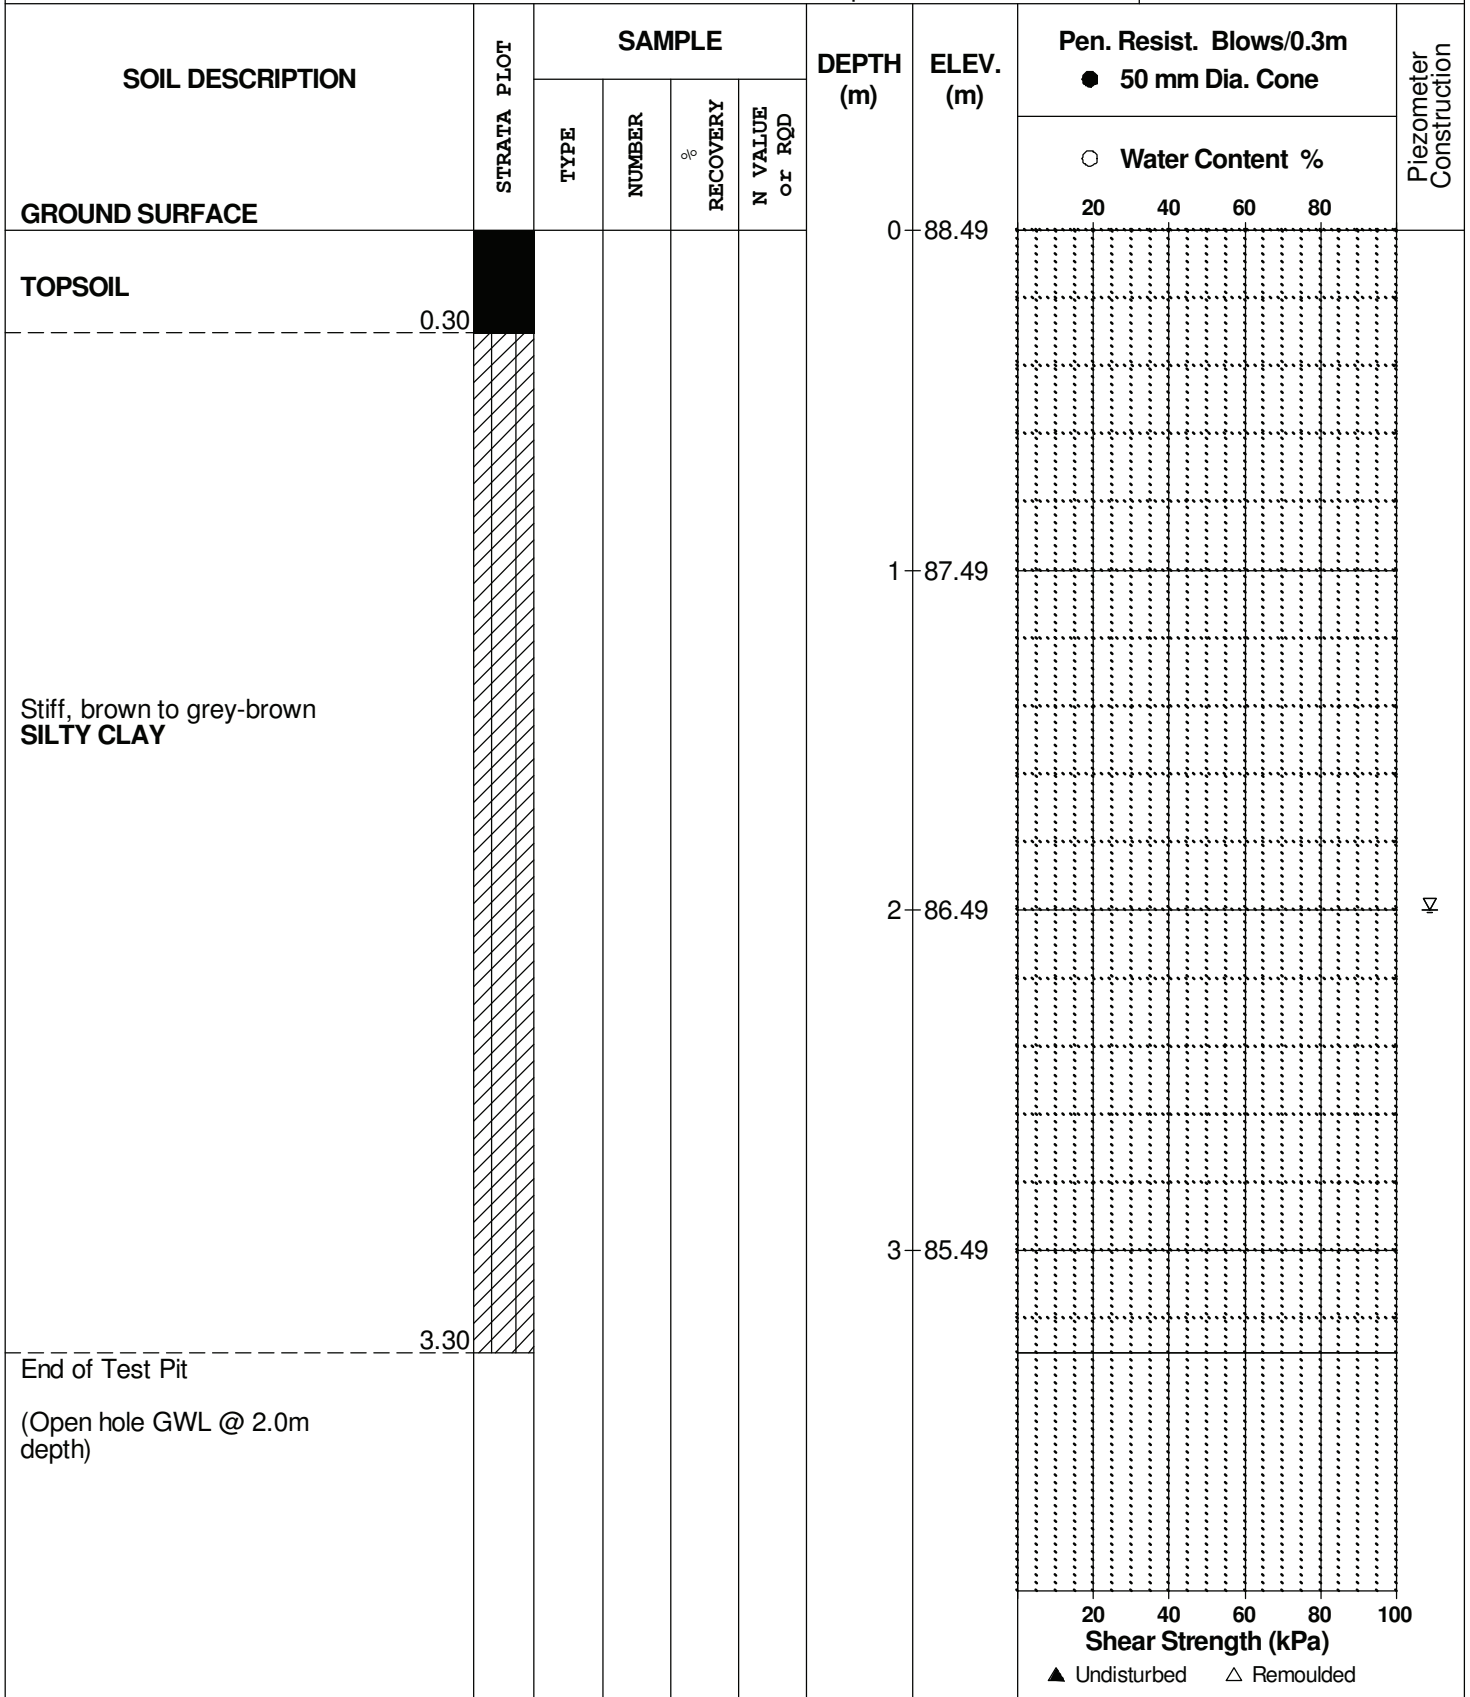 SOIL DESCRIPTION
GROUND SURFACE
STRATA PLOT
SAMPLE
TYPE
NUMBER
%
RECOVERY
N VALUE
or RQD
DEPTH
(m)
ELEV.
(m)
Pen. Resist. Blows/0.3m
● 50 mm Dia. Cone
○ Water Content %
20 40 60 80
Piezometer
Construction
0 88.49
TOPSOIL
0.30
1 87.49
Stiff, brown to grey-brown
SILTY CLAY
2 86.49
3 85.49
3.30
End of Test Pit
(Open hole GWL @ 2.0m
depth)
20 40 60 80 100
Shear Strength (kPa)
▲ Undisturbed △ Remoulded